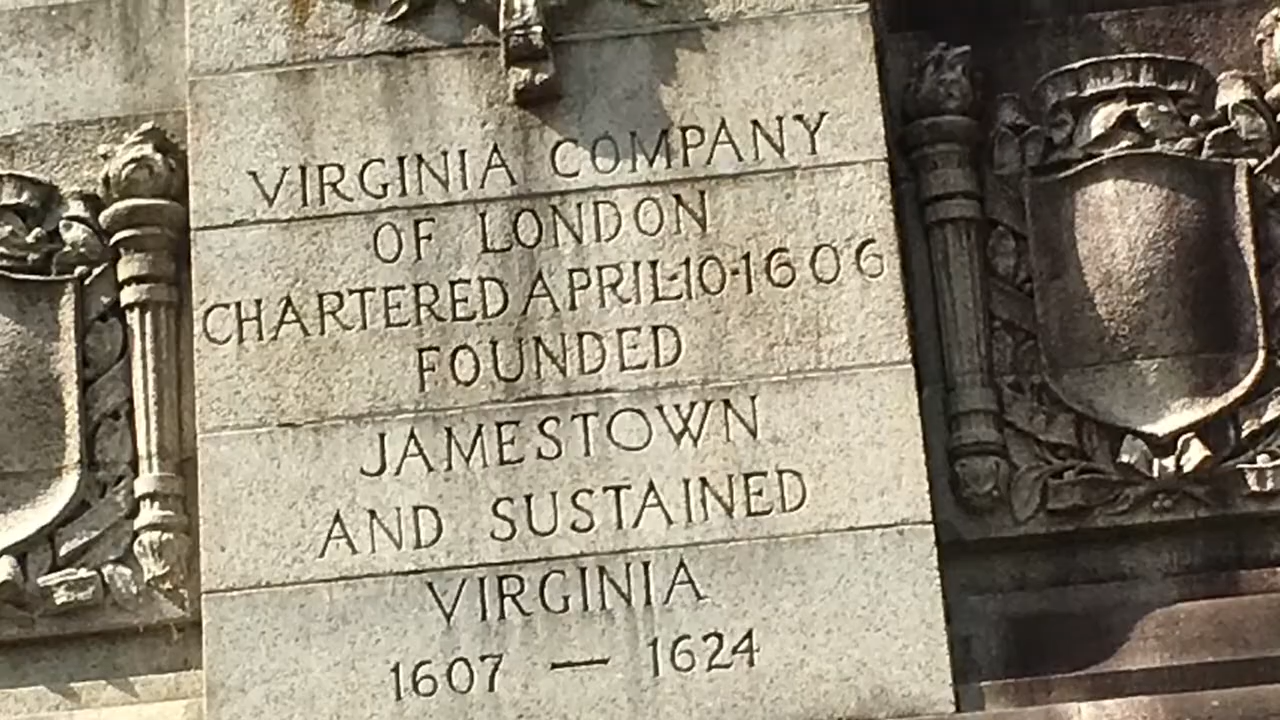 VIRGINIA COMPANY
OF LONDON
CHARTERED APRIL·10·1606
FOUNDED
JAMESTOWN
AND SUSTAINED
VIRGINIA
1607 — 1624